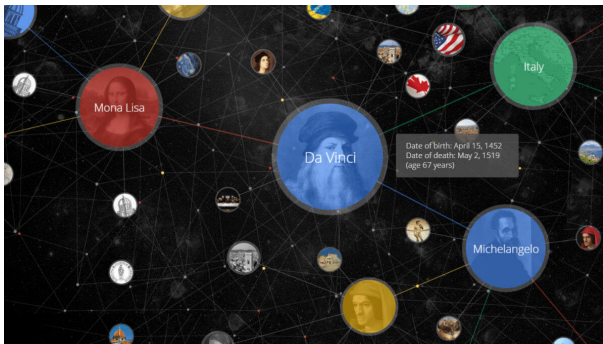 Mona Lisa
Italy
Da Vinci
Date of birth: April 15, 1452
Date of death: May 2, 1519
(age 67 years)
Michelangelo